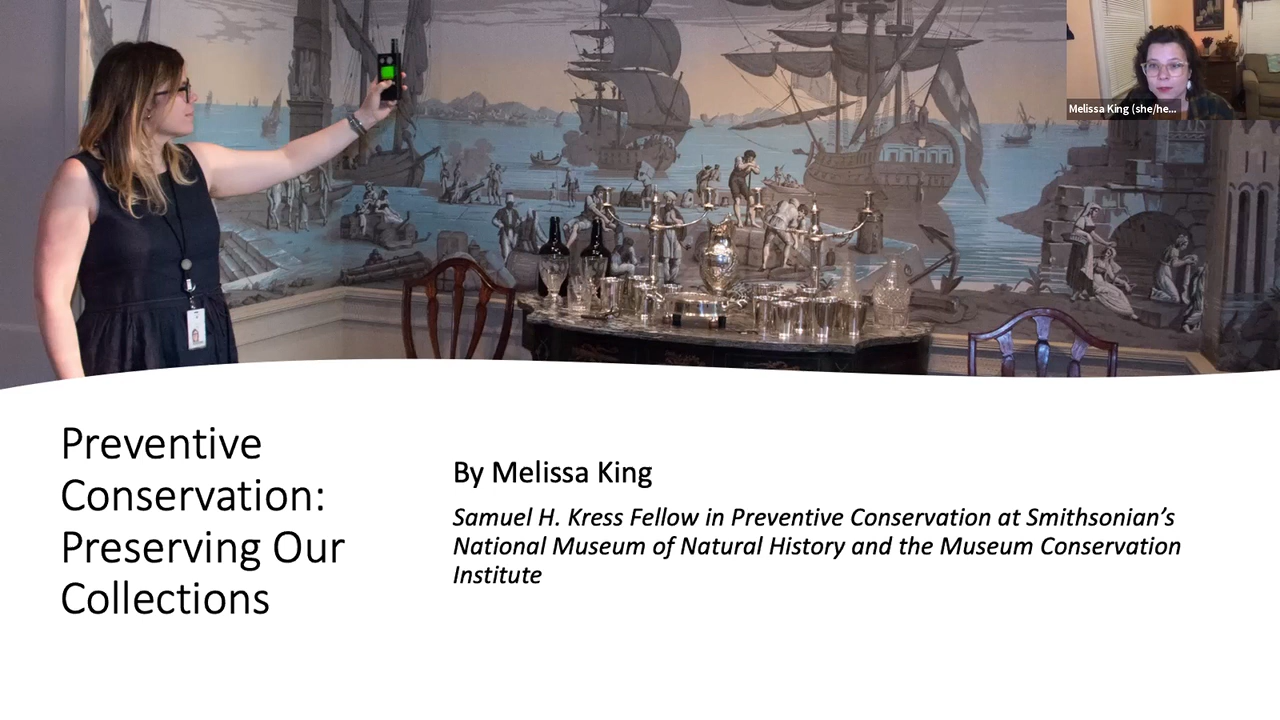 Melissa King (she/he...
Preventive
Conservation:
Preserving Our
Collections
By Melissa King
Samuel H. Kress Fellow in Preventive Conservation at Smithsonian's
National Museum of Natural History and the Museum Conservation
Institute